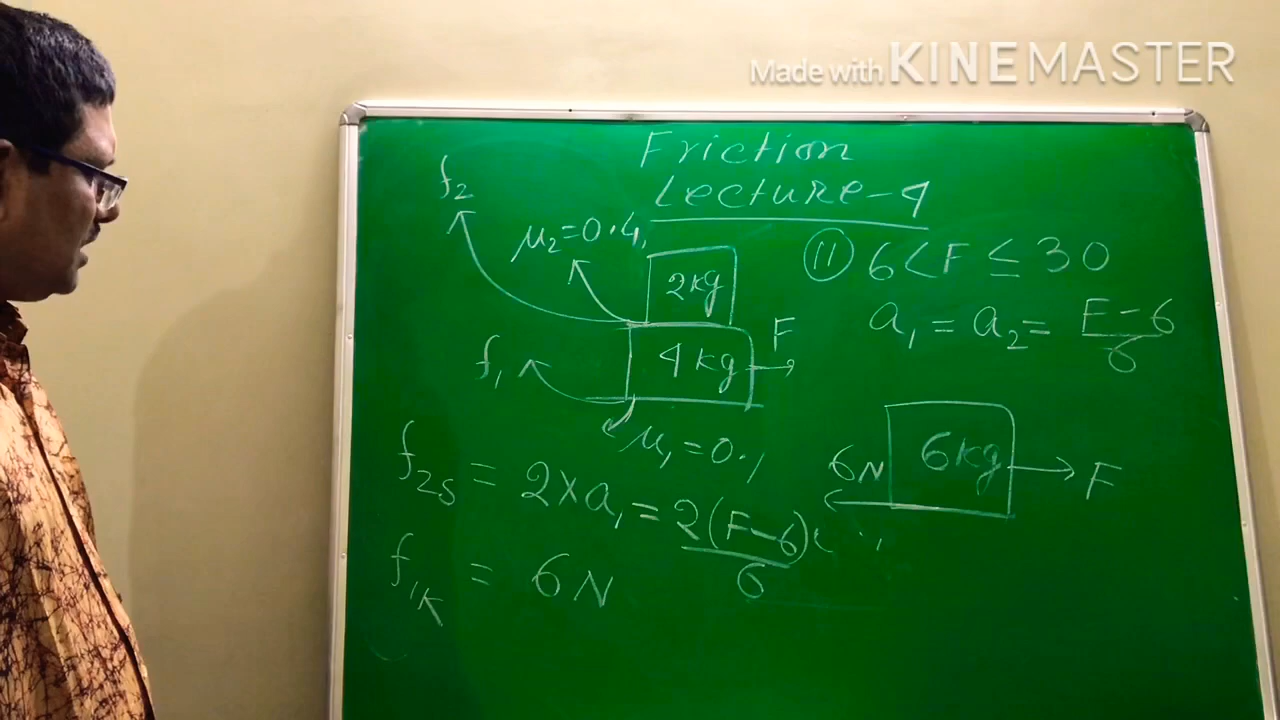 Made with KINEMASTER
Friction
Lecture-4
f2
μ2=0.4
2kg
F
4kg
f1
μ1=0.1
(11) 6<F≤30
a1 = a2 = F-6/6
6N
6kg
F
f2s = 2×a1 = 2(F-6)/6
f1k = 6N